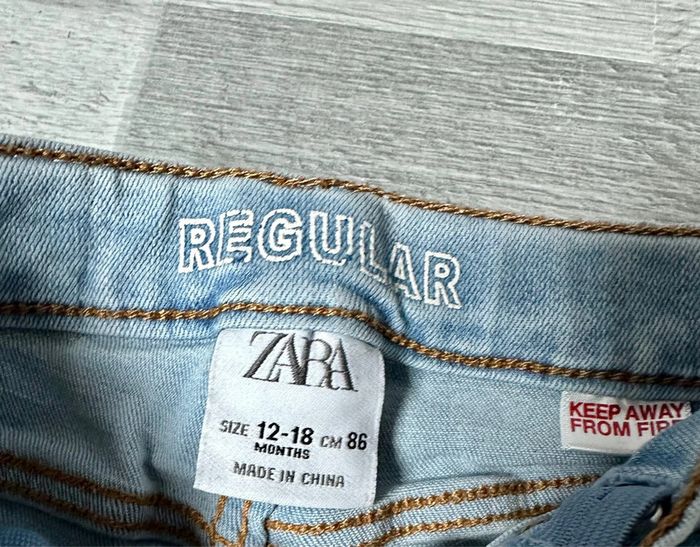 REGULAR
ZARA
SIZE 12-18 CM 86
MONTHS
MADE IN CHINA
KEEP AWAY
FROM FIRE